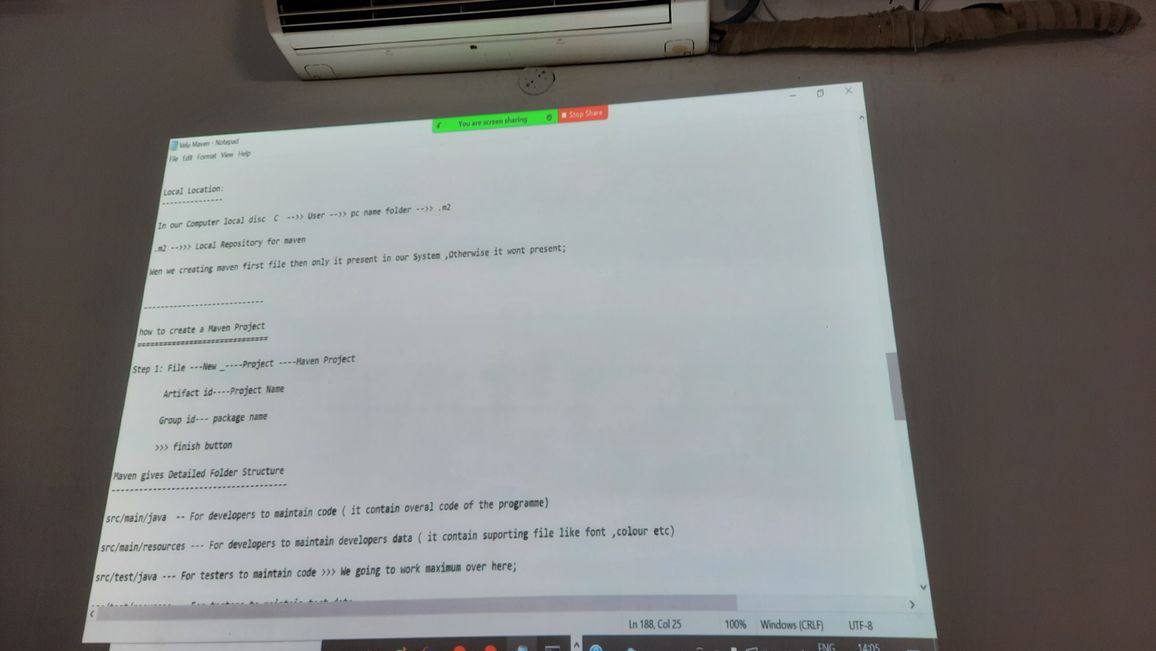 You are screen sharing Stop Share
Velu Maven - Notepad
File Edit Format View Help
Local Location:
---------------
In our Computer local disc C -->> User -->> pc name folder -->> .m2
.m2 -->>> Local Repository for maven
Wen we creating maven first file then only it present in our System ,Otherwise it wont present;
---------------------------
how to create a Maven Project
=============================
Step 1: File ---New _----Project ----Maven Project
Artifact id----Project Name
Group id--- package name
>>> finish button
Maven gives Detailed Folder Structure
-------------------------------------
src/main/java -- For developers to maintain code ( it contain overal code of the programme)
src/main/resources --- For developers to maintain developers data ( it contain suporting file like font ,colour etc)
src/test/java --- For testers to maintain code >>> We going to work maximum over here;
Ln 188, Col 25 100% Windows (CRLF) UTF-8
ENG 14:05